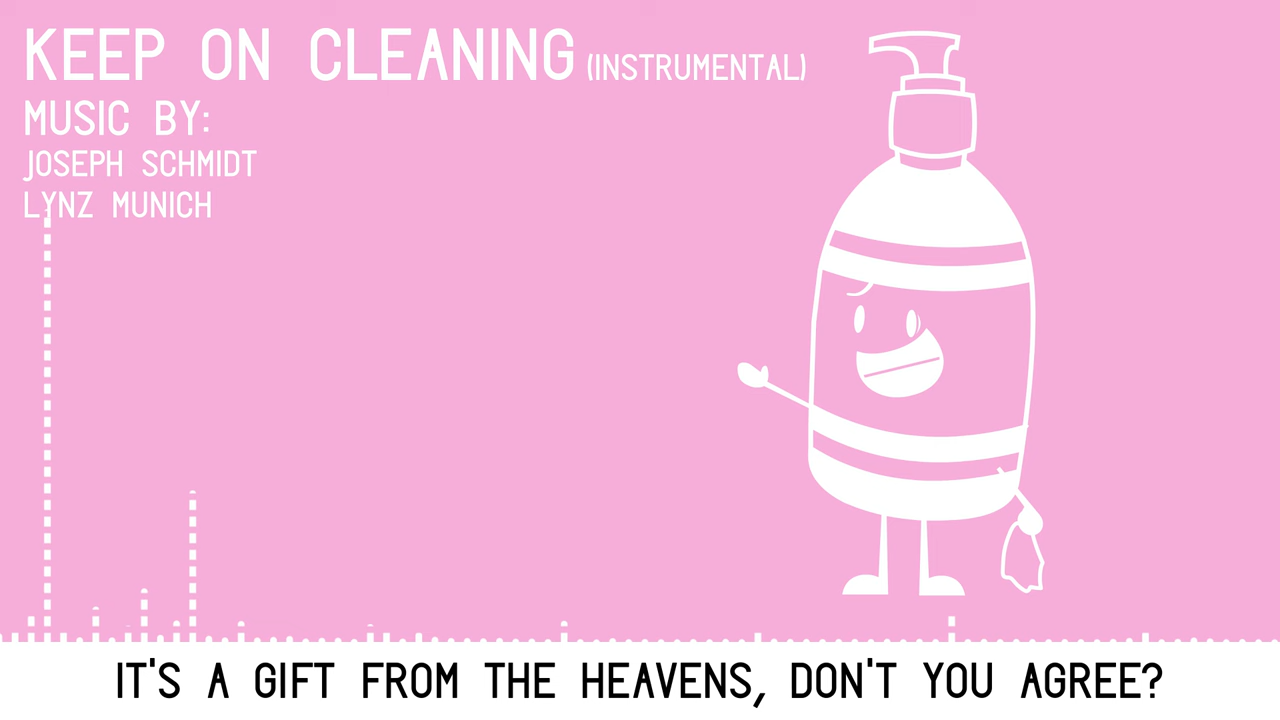 KEEP ON CLEANING (INSTRUMENTAL)
MUSIC BY:
JOSEPH SCHMIDT
LYNZ MUNICH
IT'S A GIFT FROM THE HEAVENS, DON'T YOU AGREE?